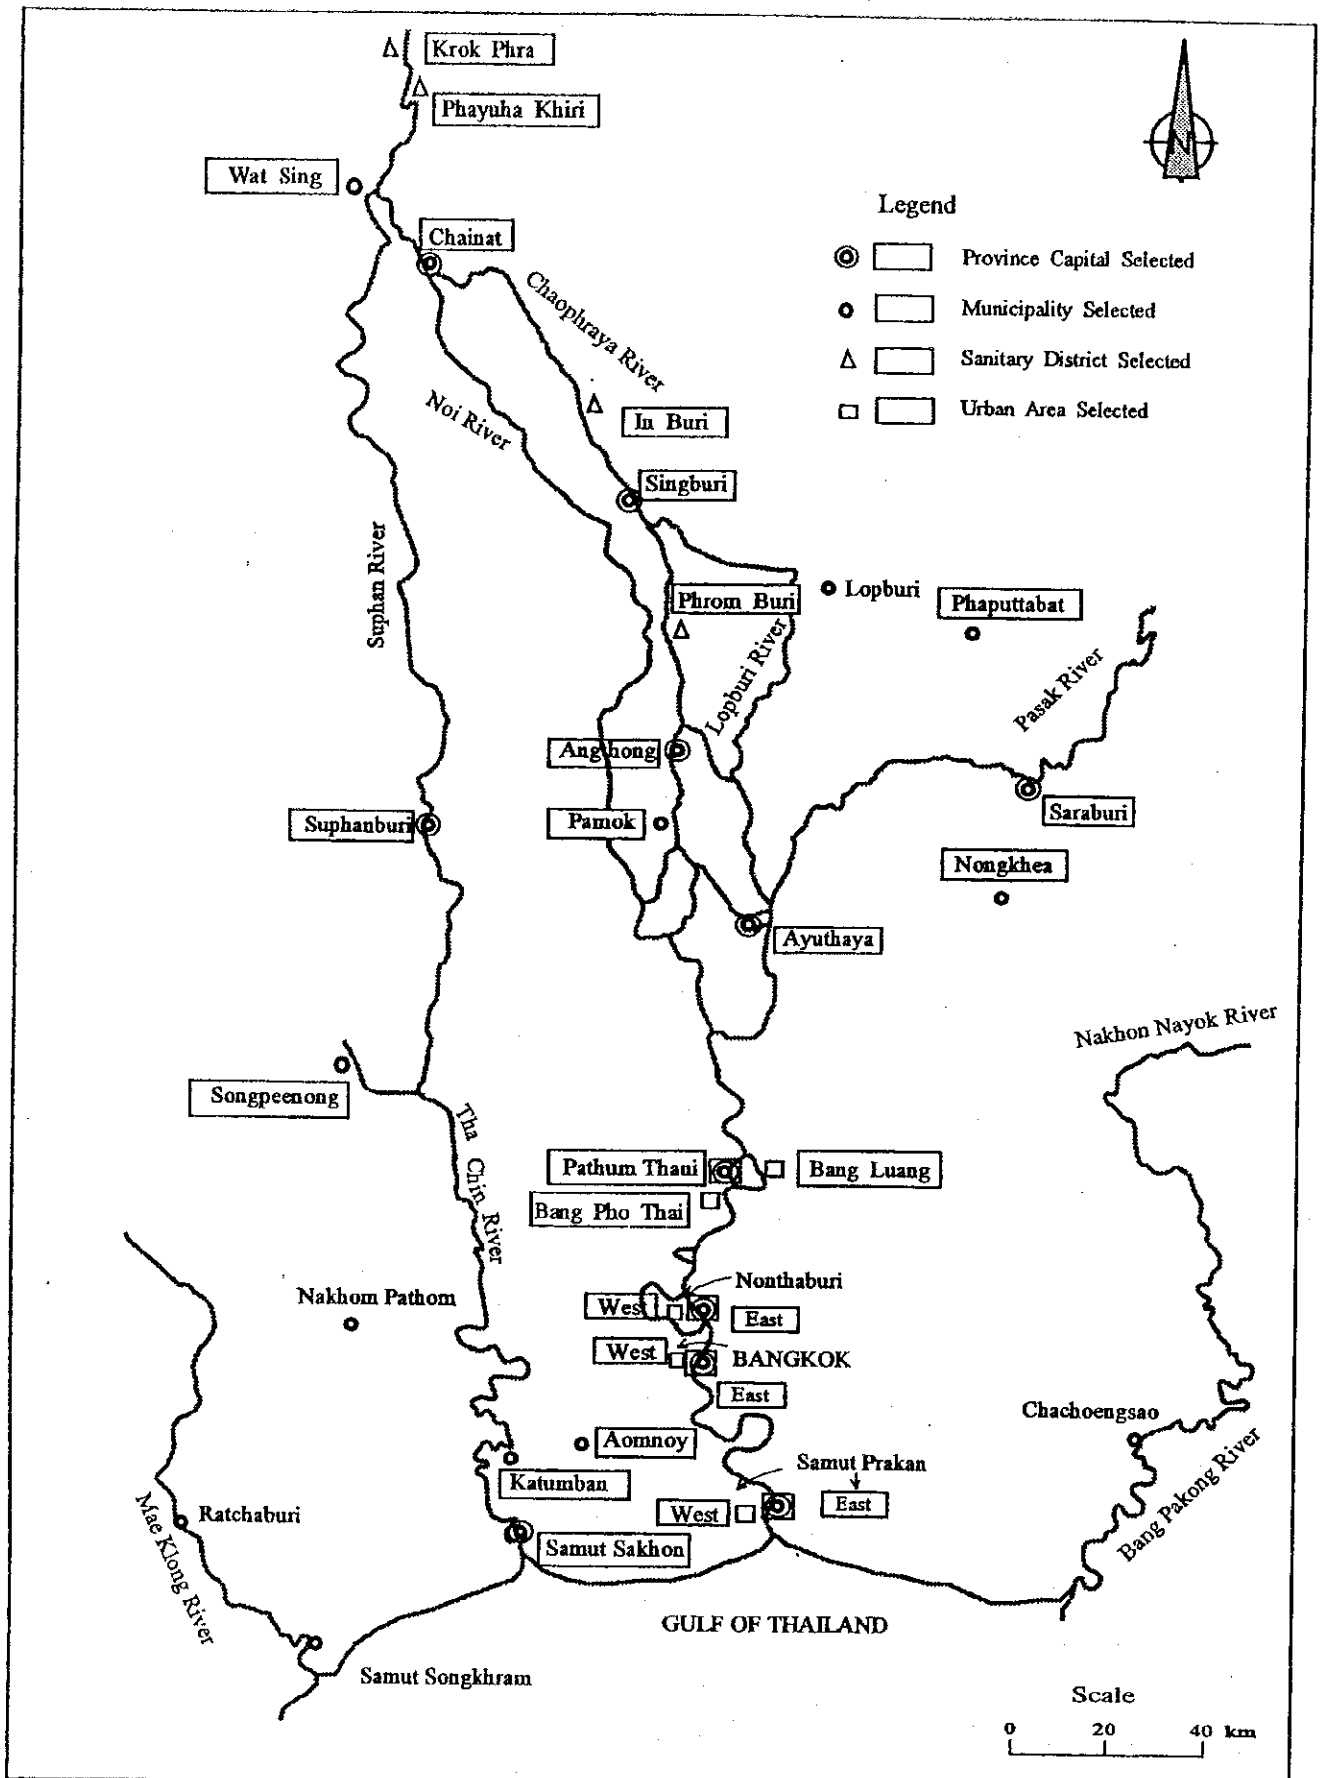 Krok Phra
Phayuha Khiri
N
Wat Sing
Legend
Chainat
Province Capital Selected
Chaophraya River
Municipality Selected
Sanitary District Selected
Noi River
In Buri
Urban Area Selected
Singburi
Suphan River
Phrom Buri
Lopburi
Phaputtabat
Lopburi River
Pasak River
Angthong
Suphanburi
Pamok
Saraburi
Nongkhea
Ayuthaya
Nakhon Nayok River
Songpeenong
Tha Chin River
Pathum Thani
Bang Luang
Bang Pho Thai
Nonthaburi
Nakhom Pathom
West
East
West
BANGKOK
East
Chachoengsao
Aomnoy
Samut Prakan
Katumban
East
West
Ratchaburi
Mae Klong River
Bang Pakong River
Samut Sakhon
GULF OF THAILAND
Samut Songkhram
Scale
0 20 40 km